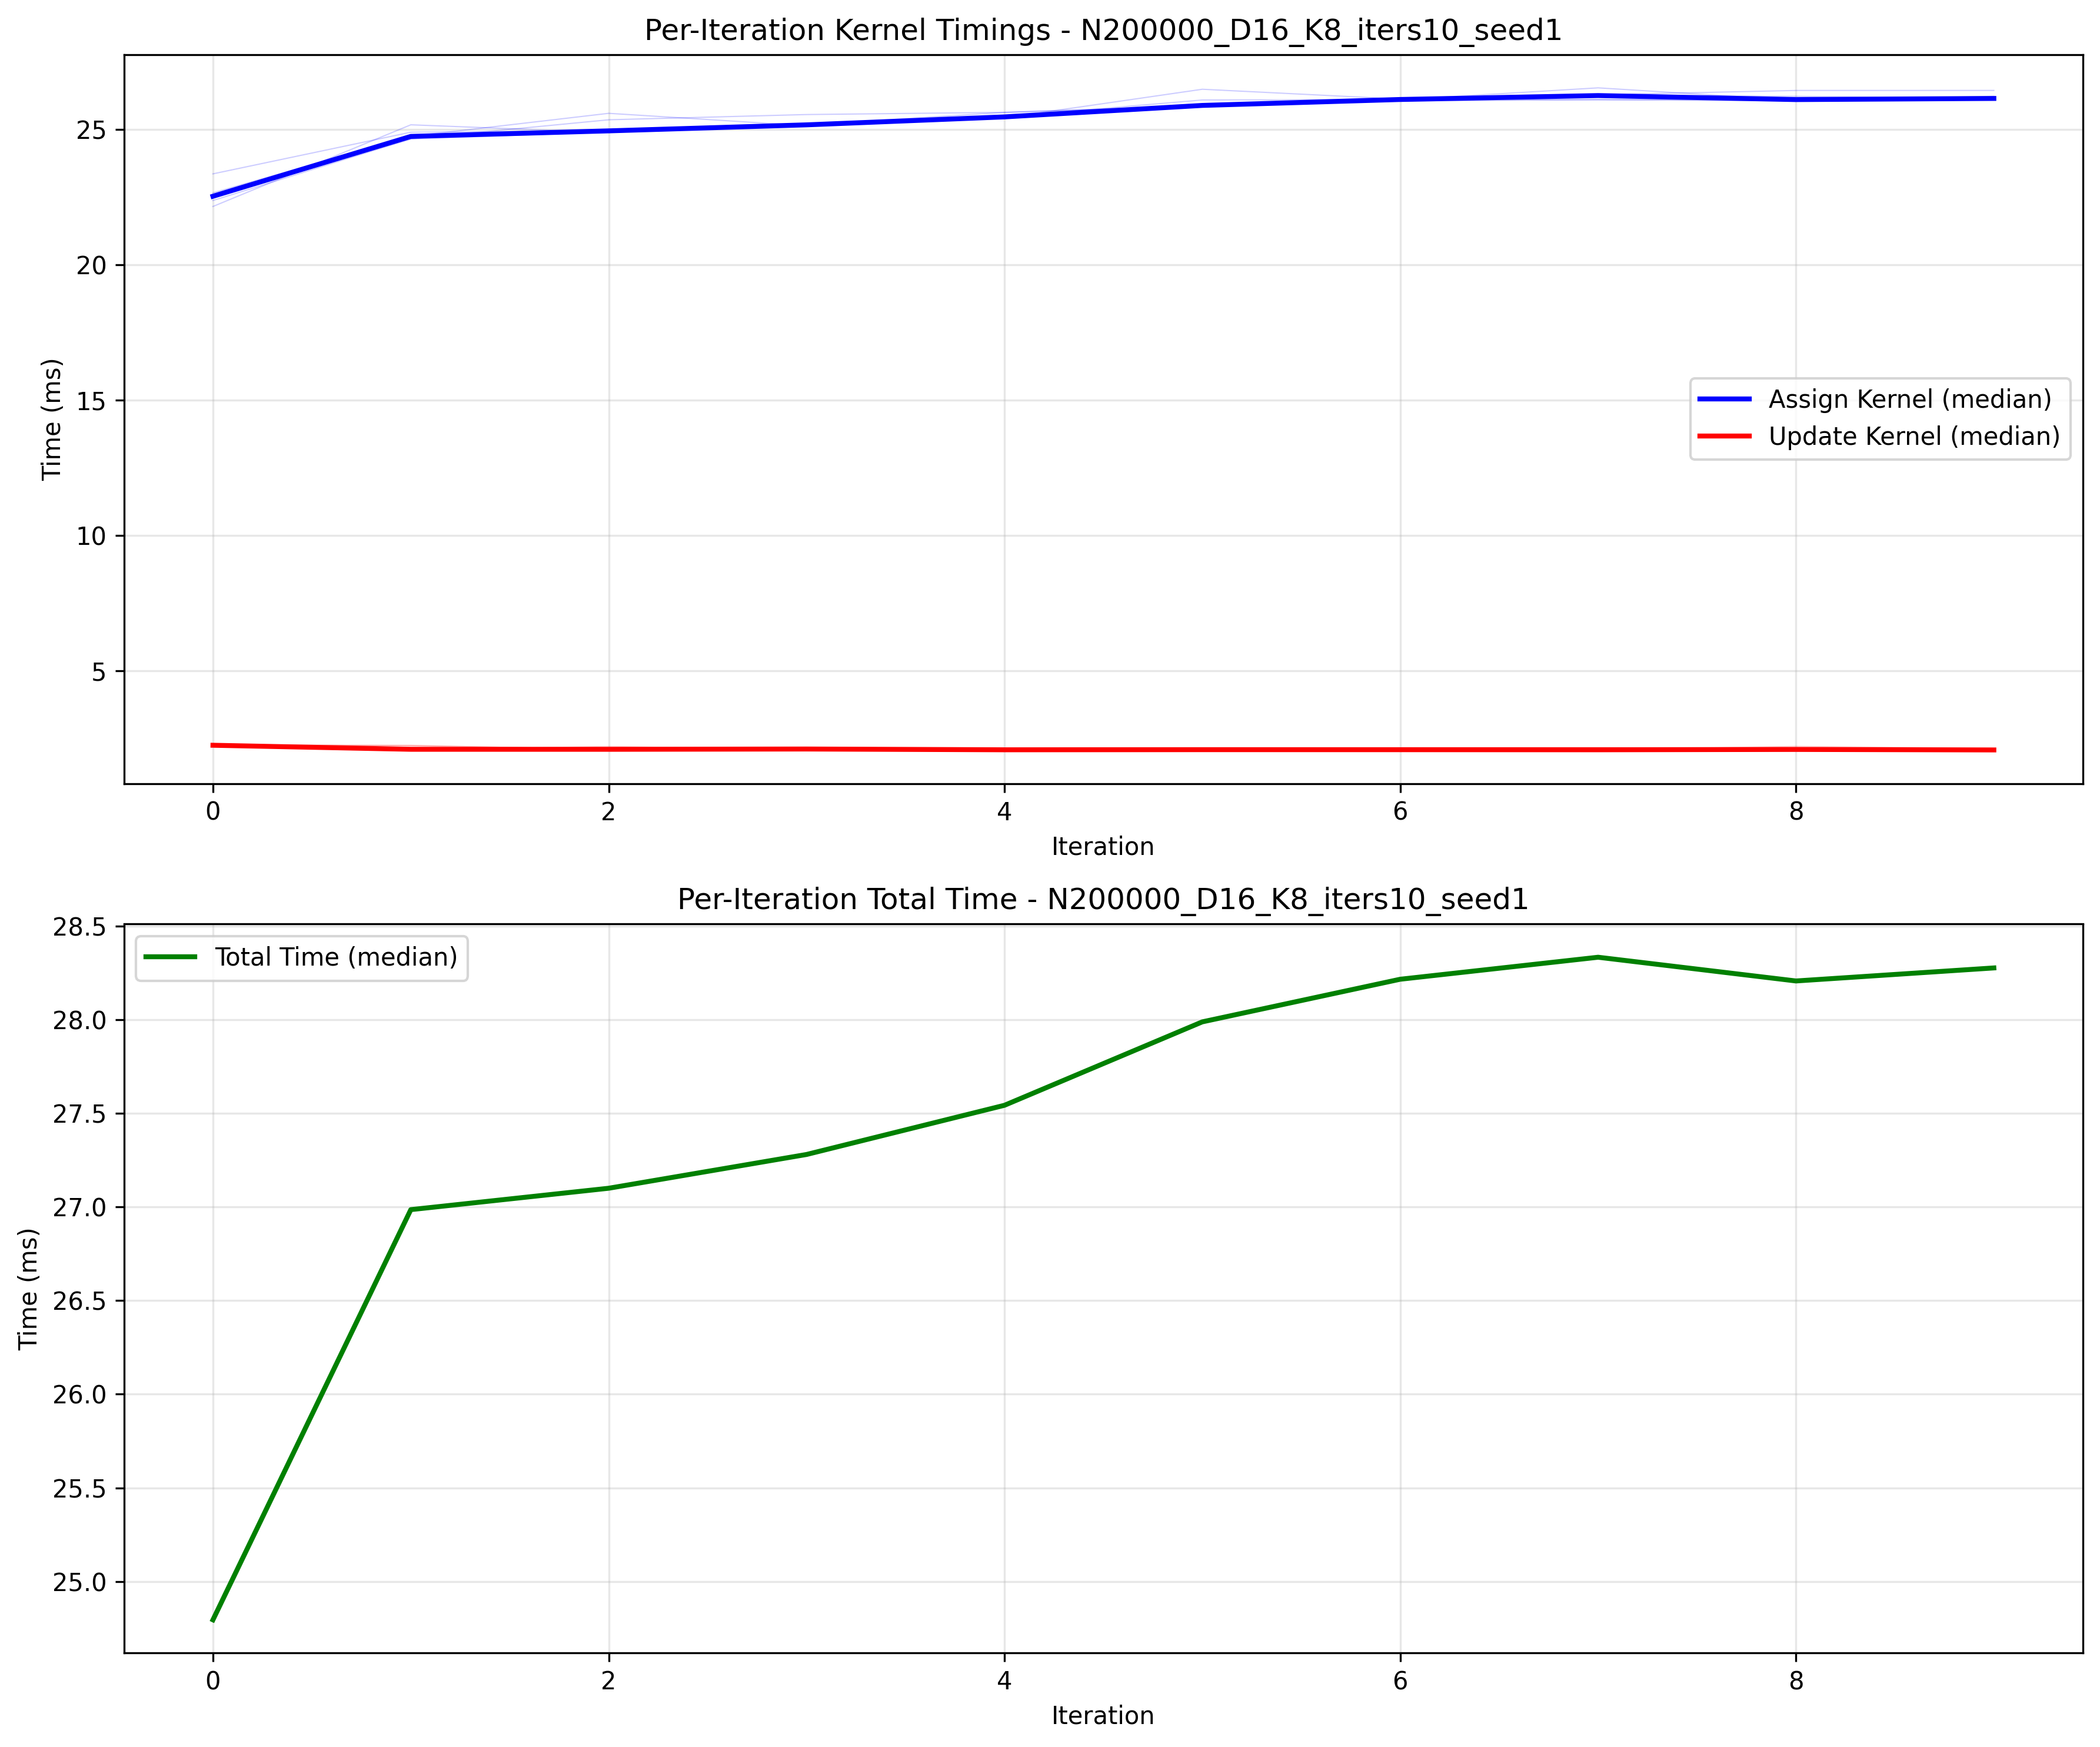 Per-Iteration Kernel Timings - N200000_D16_K8_iters10_seed1
Time (ms)
25
20
15
10
5
Assign Kernel (median)
Update Kernel (median)
0 2 4 6 8
Iteration
Per-Iteration Total Time - N200000_D16_K8_iters10_seed1
Time (ms)
28.5
28.0
27.5
27.0
26.5
26.0
25.5
25.0
Total Time (median)
0 2 4 6 8
Iteration